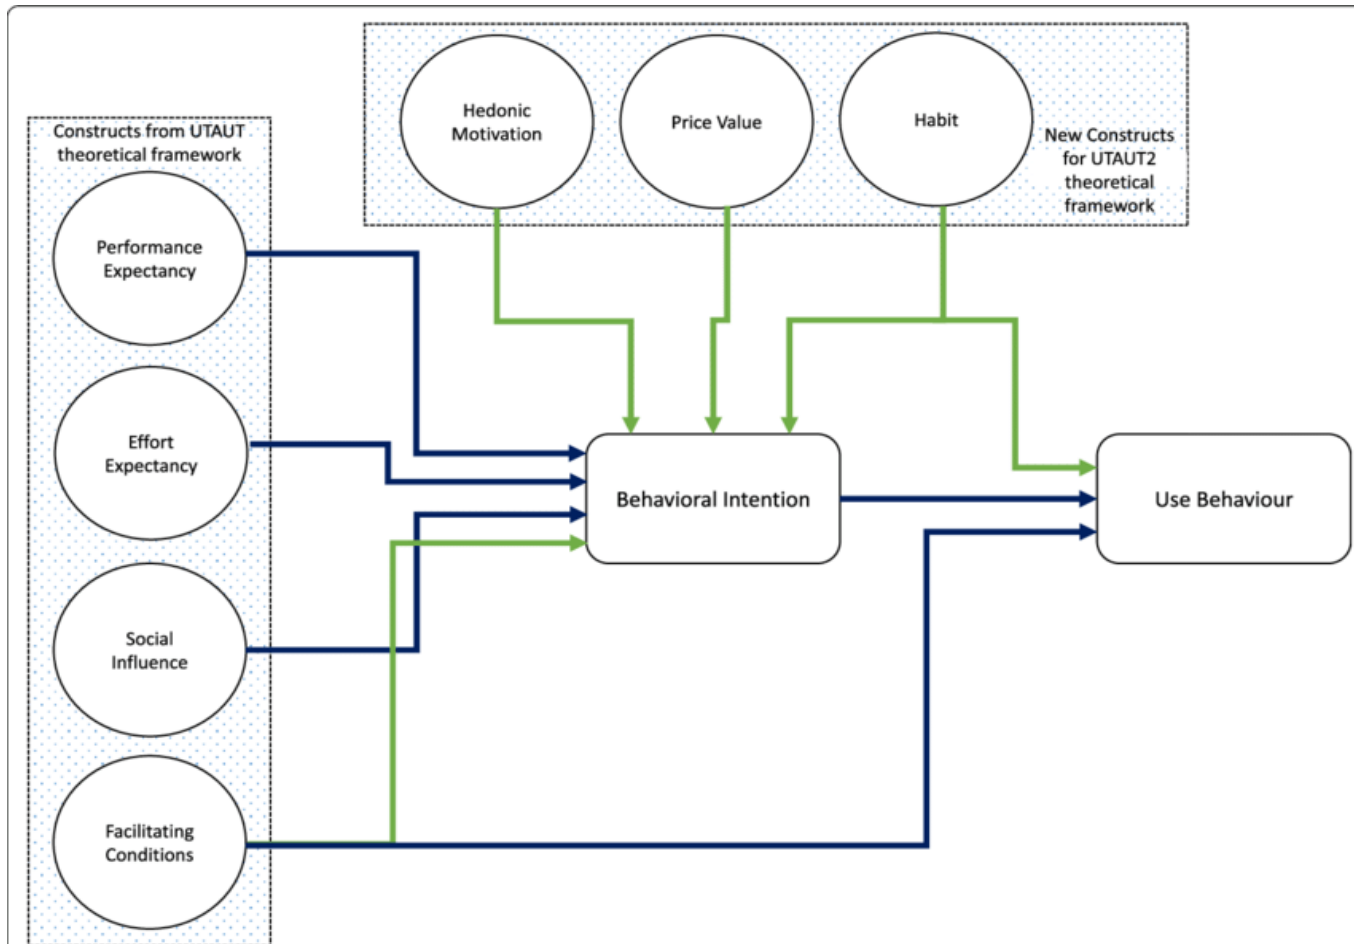 Hedonic
Motivation
Price Value
Habit
New Constructs
for UTAUT2
theoretical
framework
Constructs from UTAUT
theoretical framework
Performance
Expectancy
Effort
Expectancy
Social
Influence
Facilitating
Conditions
Behavioral Intention
Use Behaviour